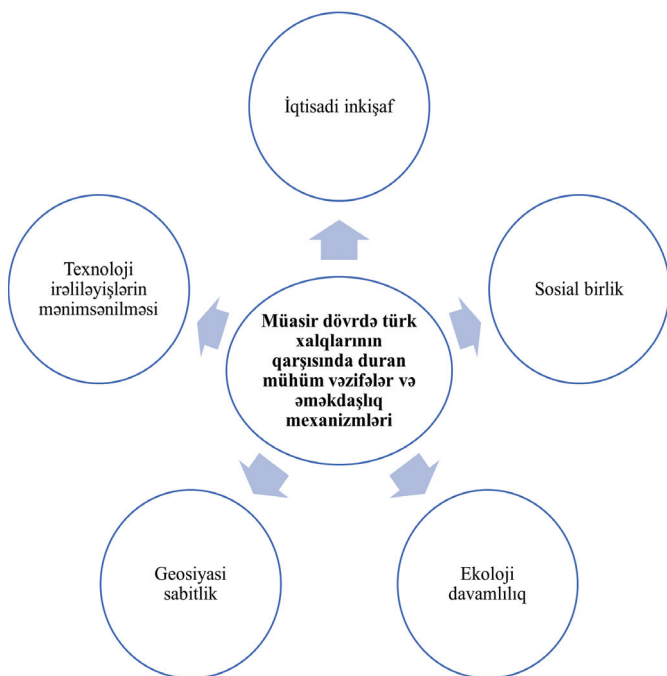 İqtisadi inkişaf
Texnoloji
irəliləyişlərin
mənimsənilməsi
Sosial birlik
Müasir dövrdə türk
xalqlarının
qarşısında duran
mühüm vəzifələr və
əməkdaşlıq
mexanizmləri
Geosiyasi
sabitlik
Ekoloji
davamlılıq